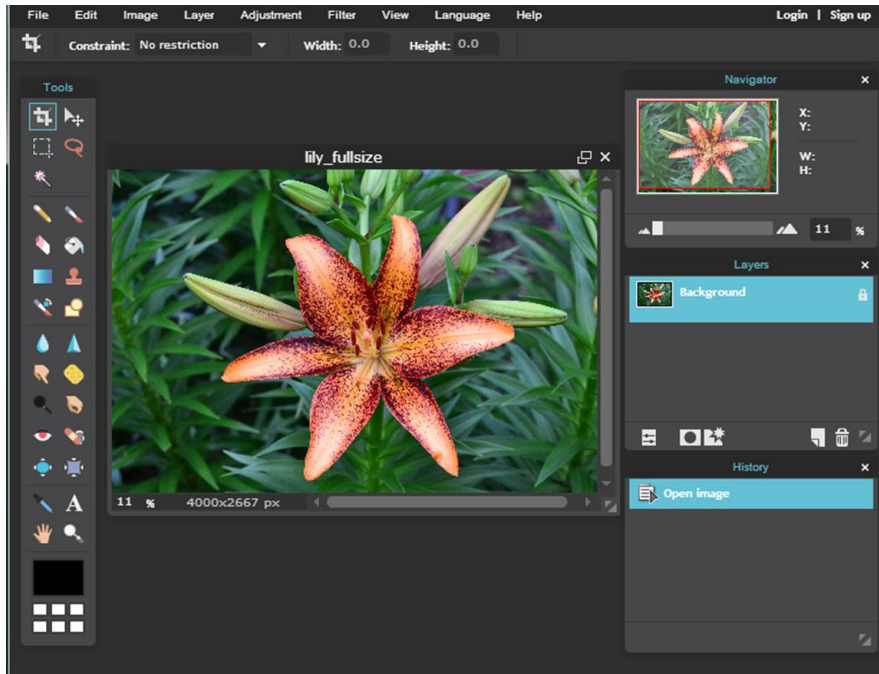 File Edit Image Layer Adjustment Filter View Language Help Login | Sign up
Constraint: No restriction Width: 0.0 Height: 0.0
Tools
A
lily_fullsize
11 % 4000x2667 px
Navigator
X:
Y:
W:
H:
11 %
Layers
Background
History
Open image